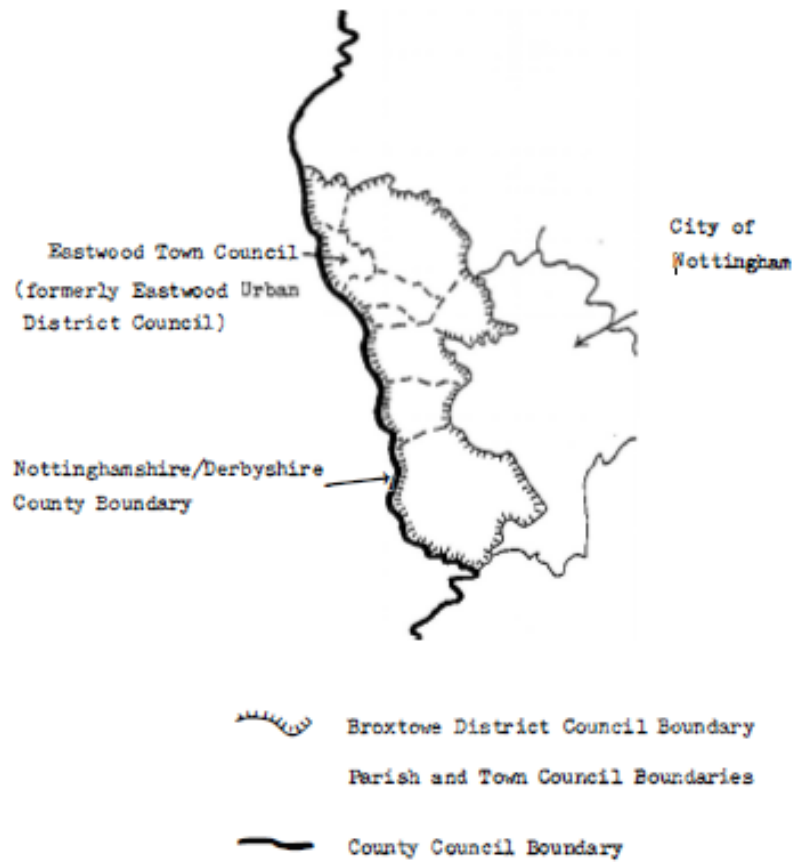 City of
Nottingham
Eastwood Town Council
(formerly Eastwood Urban
District Council)
Nottinghamshire/Derbyshire
County Boundary
Broxtowe District Council Boundary
Parish and Town Council Boundaries
County Council Boundary